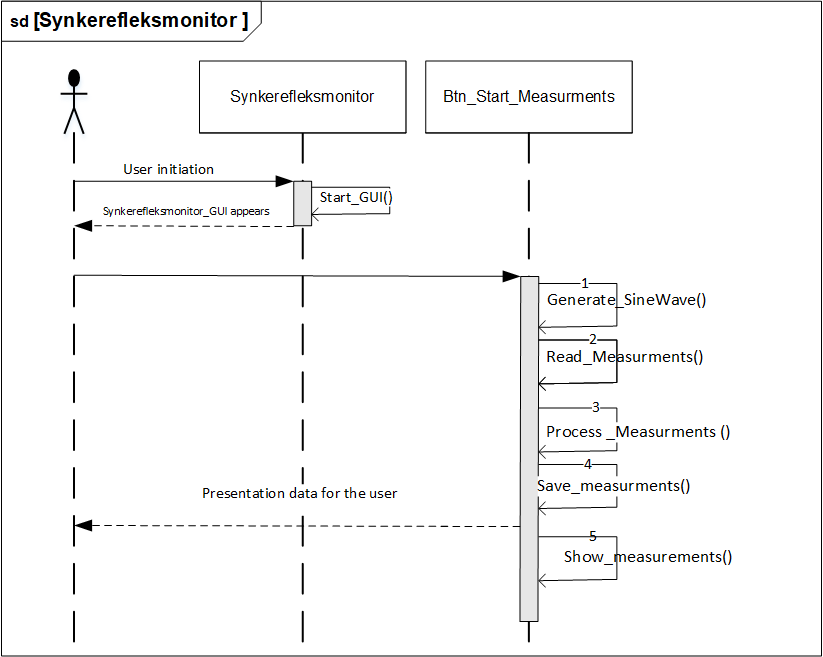 sd [Synkerefleksmonitor ]
Synkerefleksmonitor
Btn_Start_Measurments
User initiation
Start_GUI()
Synkerefleksmonitor_GUI appears
1
Generate_SineWave()
2
Read_Measurments()
3
Process _Measurments ()
4
Save_measurments()
Presentation data for the user
5
Show_measurements()